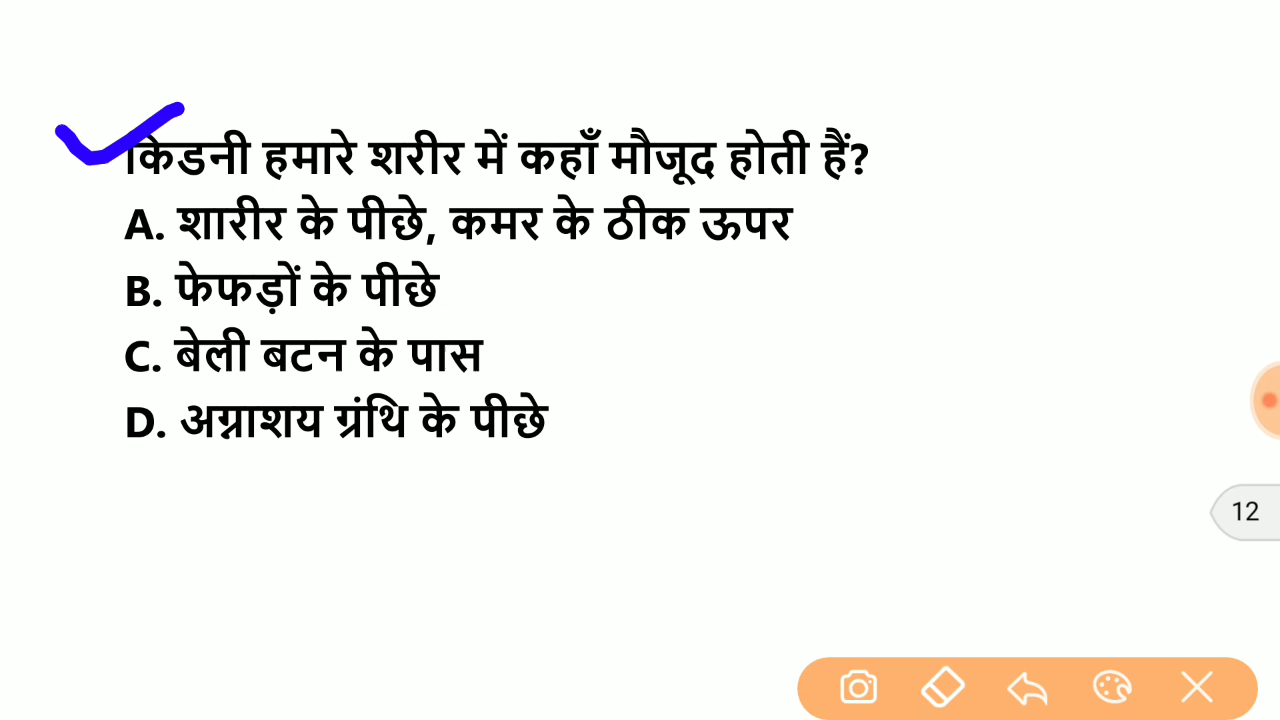 किडनी हमारे शरीर में कहाँ मौजूद होती हैं?
A. शारीर के पीछे, कमर के ठीक ऊपर
B. फेफड़ों के पीछे
C. बेली बटन के पास
D. अग्नाशय ग्रंथि के पीछे
12